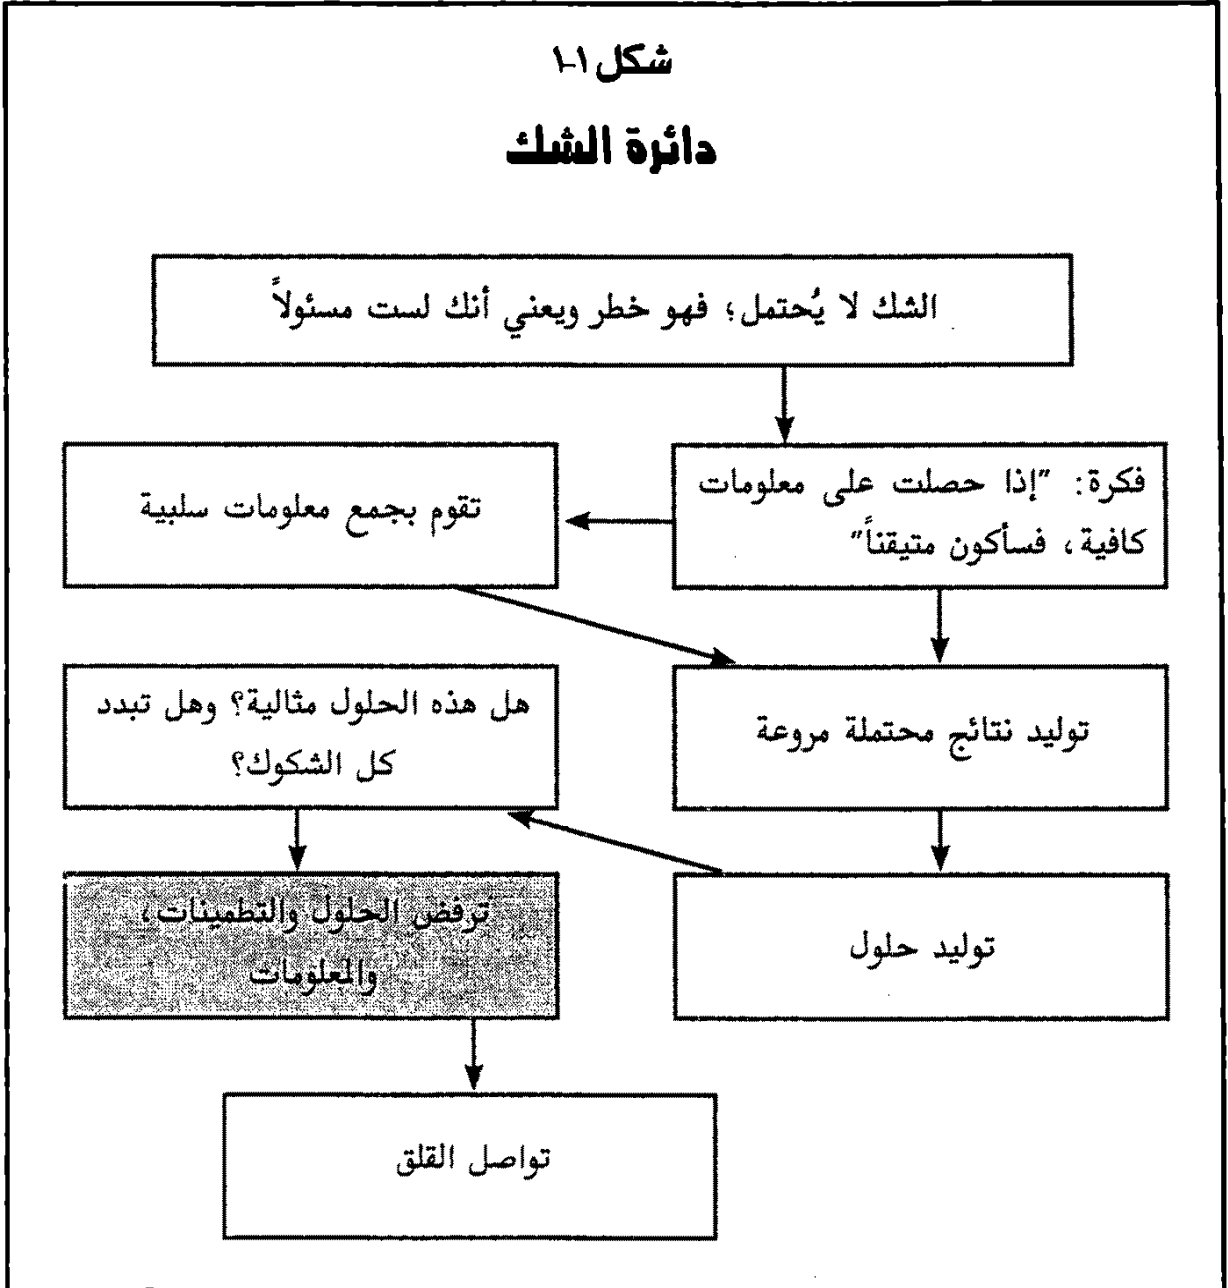 شكل ١-١
دائرة الشك
الشك لا يُحتمل؛ فهو خطر ويعني أنك لست مسئولاً
فكرة: "إذا حصلت على معلومات
كافية، فسأكون متيقناً"
تقوم بجمع معلومات سلبية
توليد نتائج محتملة مروعة
هل هذه الحلول مثالية؟ وهل تبدد
كل الشكوك؟
توليد حلول
ترفض الحلول والتطمينات،
والمعلومات
تواصل القلق